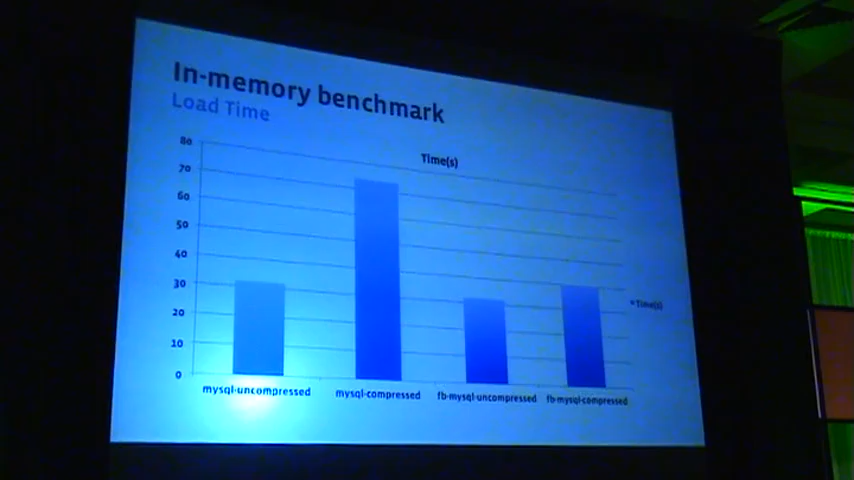 In-memory benchmark
Load Time
Time(s)
80
70
60
50
40
30
20
10
0
Time(s)
mysql-uncompressed
mysql-compressed
fb-mysql-uncompressed
fb-mysql-compressed